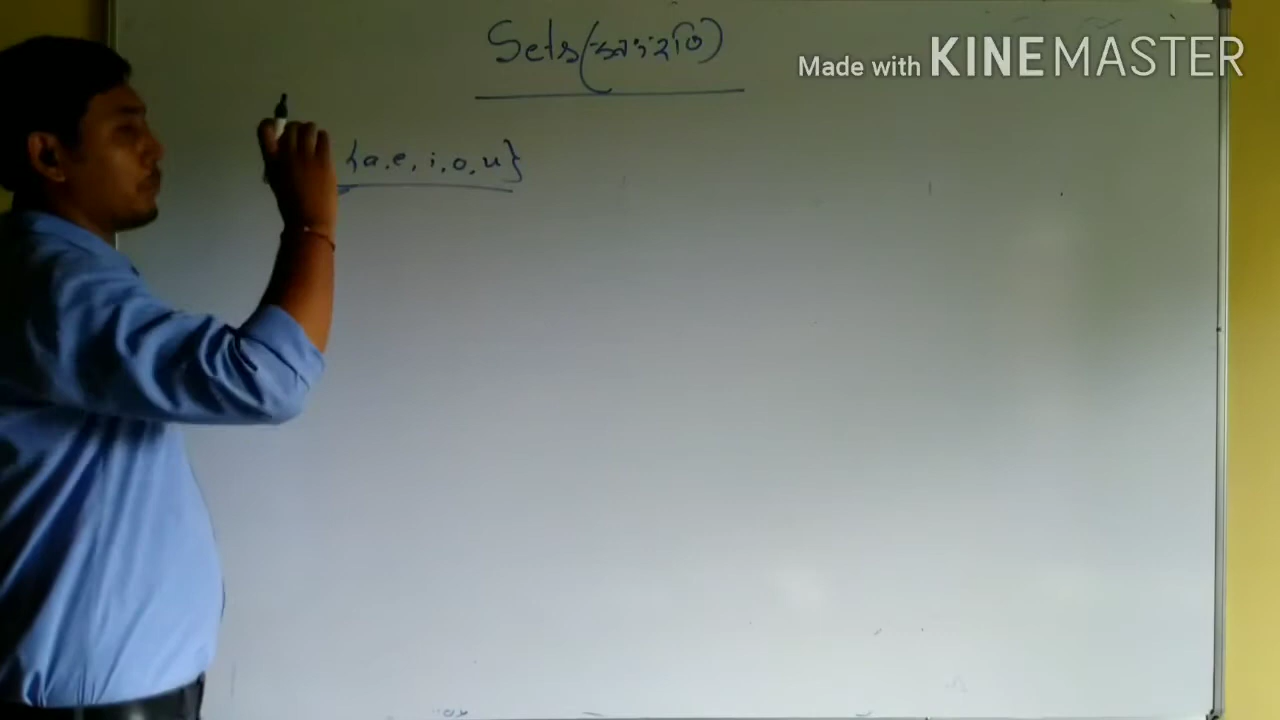 Sets(সংহতি)
Made with KINEMASTER
{a, e, i, o, u}